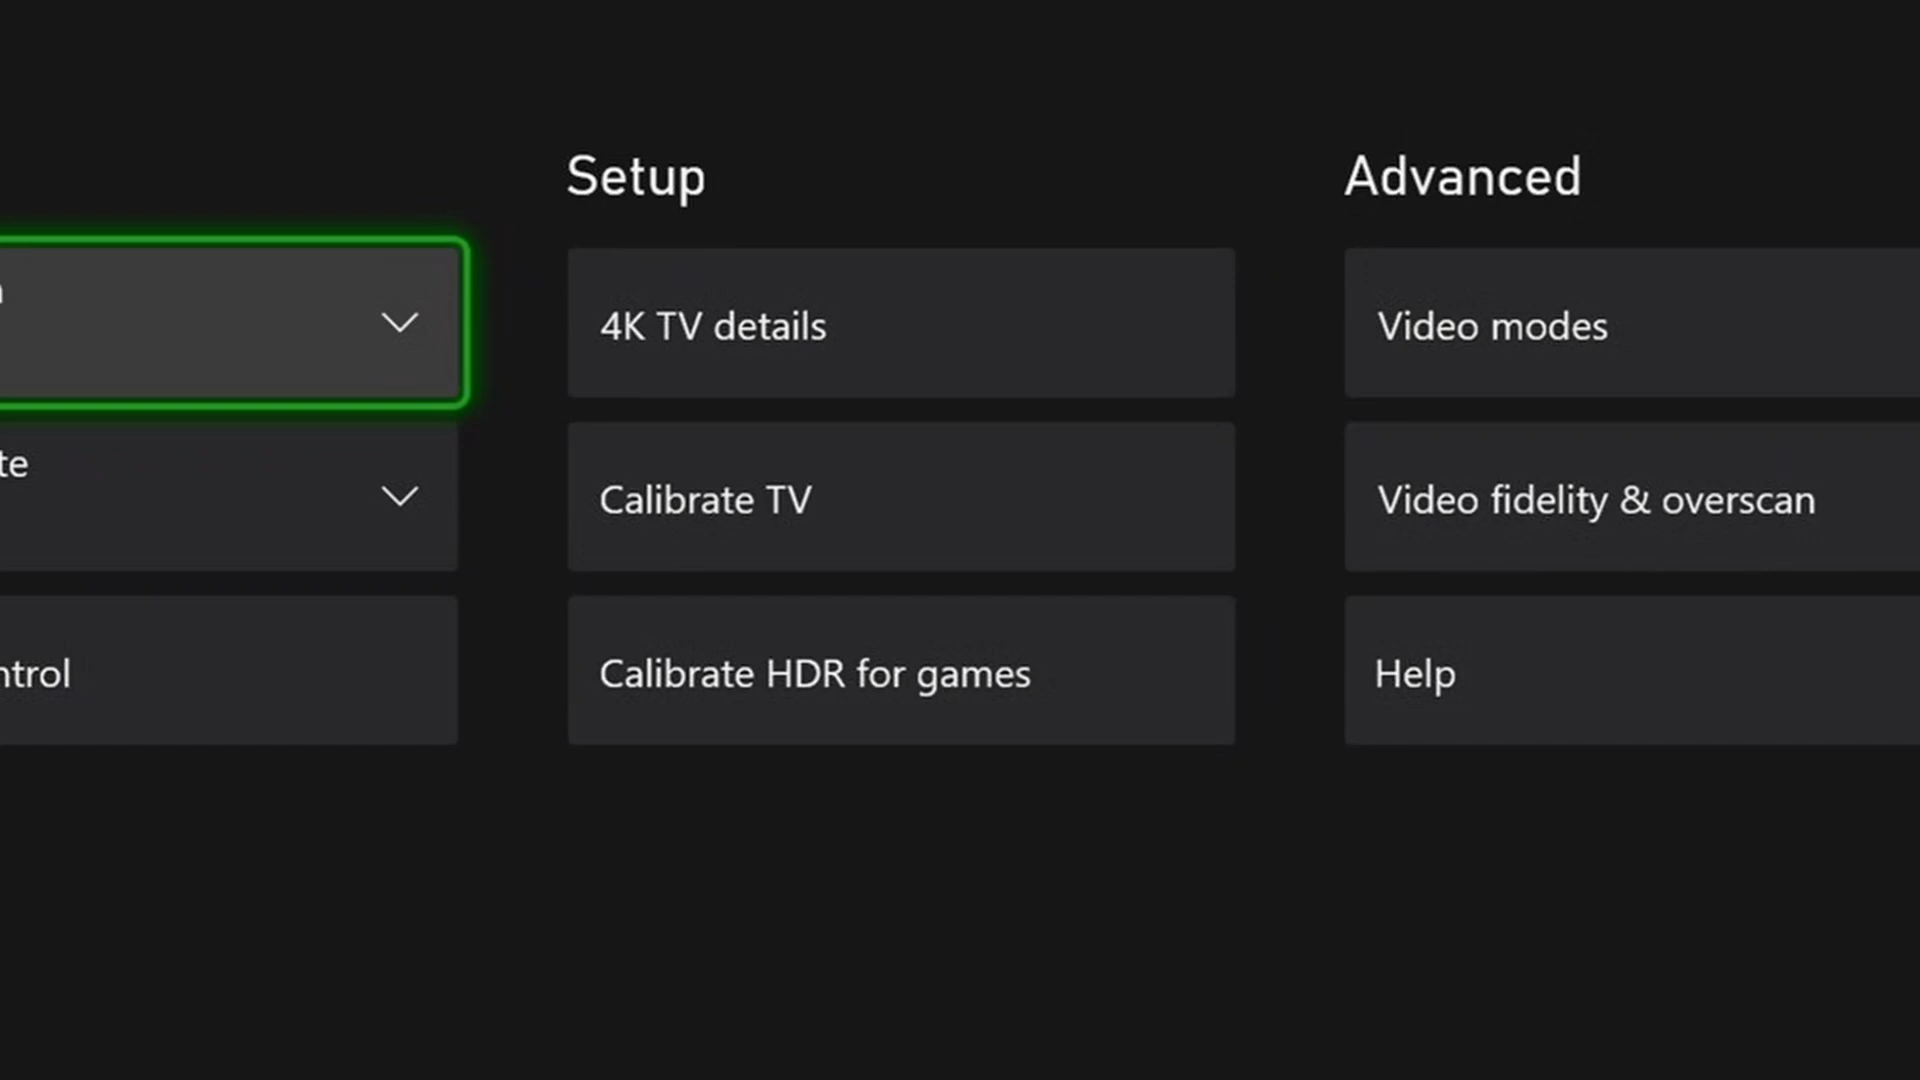 Setup
Advanced
4K TV details
Video modes
Calibrate TV
Video fidelity & overscan
Calibrate HDR for games
Help